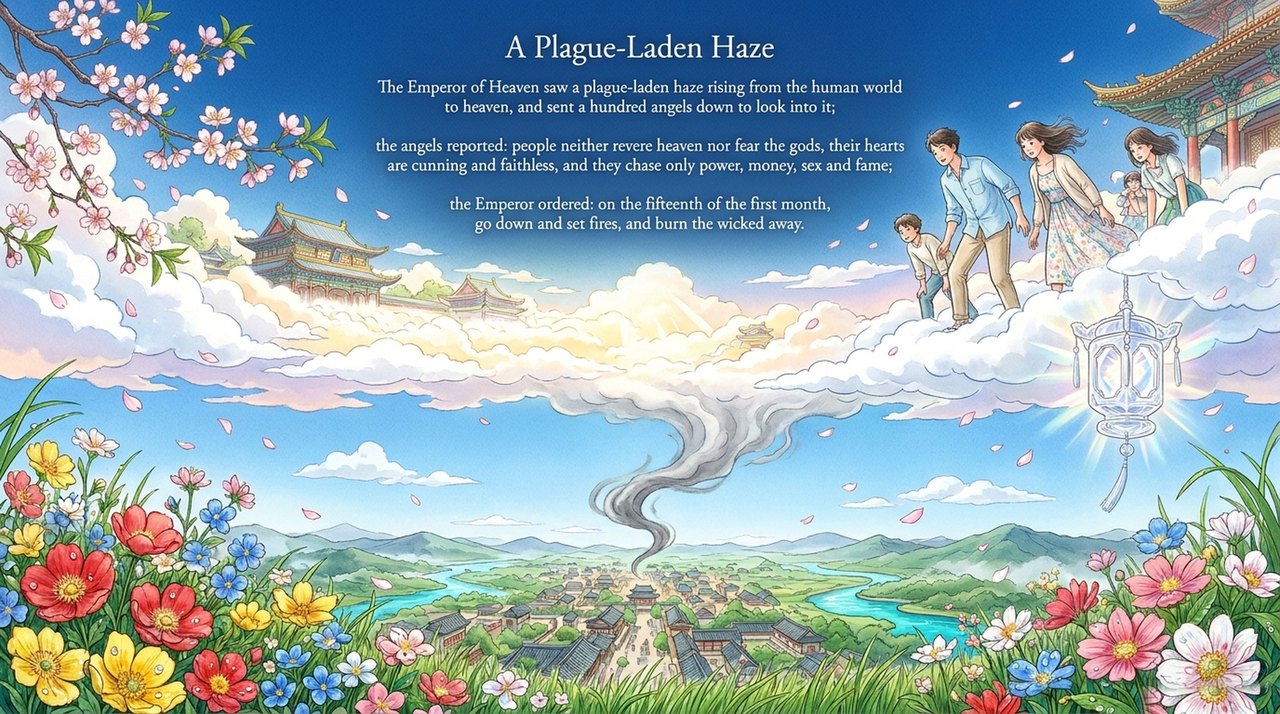 A Plague-Laden Haze
The Emperor of Heaven saw a plague-laden haze rising from the human world
to heaven, and sent a hundred angels down to look into it;
the angels reported: people neither revere heaven nor fear the gods, their hearts
are cunning and faithless, and they chase only power, money, sex and fame;
the Emperor ordered: on the fifteenth of the first month,
go down and set fires, and burn the wicked away.